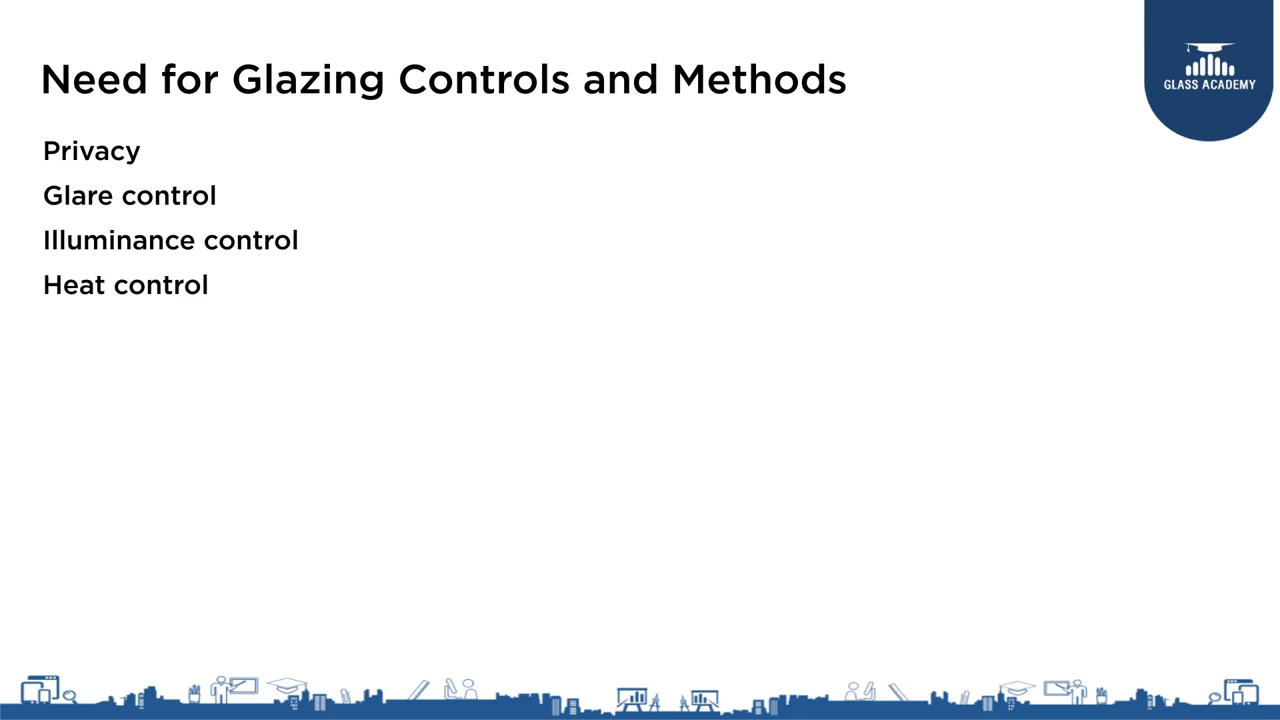 Need for Glazing Controls and Methods
GLASS ACADEMY
Privacy
Glare control
Illuminance control
Heat control